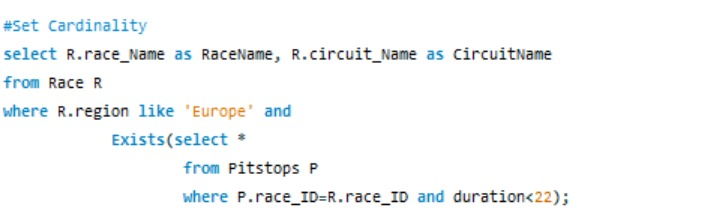 #Set Cardinality
select R.race_Name as RaceName, R.circuit_Name as CircuitName
from Race R
where R.region like 'Europe' and
Exists(select *
from Pitstops P
where P.race_ID=R.race_ID and duration<22);